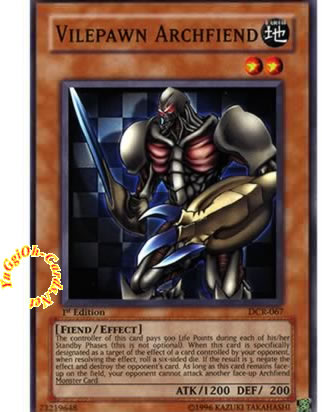 VILEPAWN ARCHFIEND
EARTH
地
YuGgiOh-Cards.Net
1st Edition
DCR-067
[FIEND/EFFECT]
The controller of this card pays 500 Life Points during each of his/her
Standby Phases (this is not optional). When this card is specifically
designated as a target of the effect of a card controlled by your opponent,
when resolving the effect, roll a six-sided die. If the result is 3, negate the
effect and destroy the opponent's card. As long as this card remains face-
up on the field, your opponent cannot attack another face-up Archfiend
Monster Card.
ATK/1200 DEF/ 200
73219648
©1996 KAZUKI TAKAHASHI